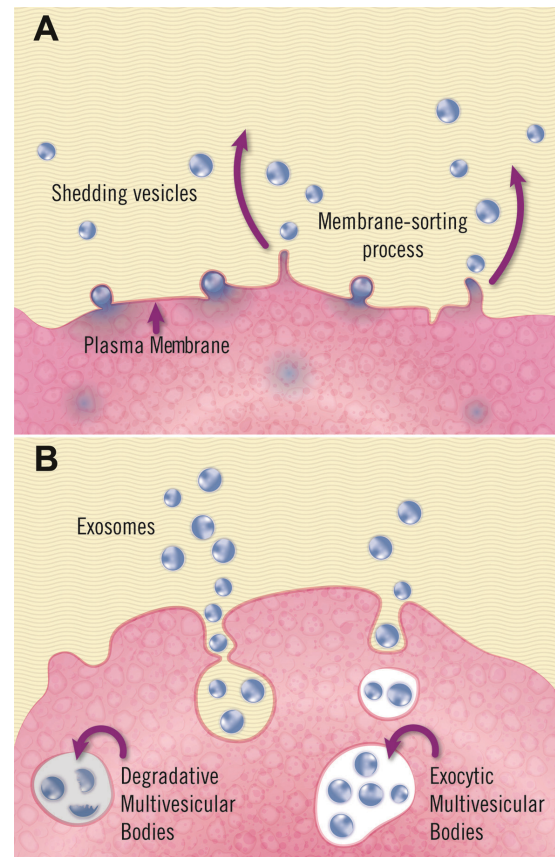 A
Shedding vesicles
Membrane-sorting
process
Plasma Membrane
B
Exosomes
Degradative
Multivesicular
Bodies
Exocytic
Multivesicular
Bodies